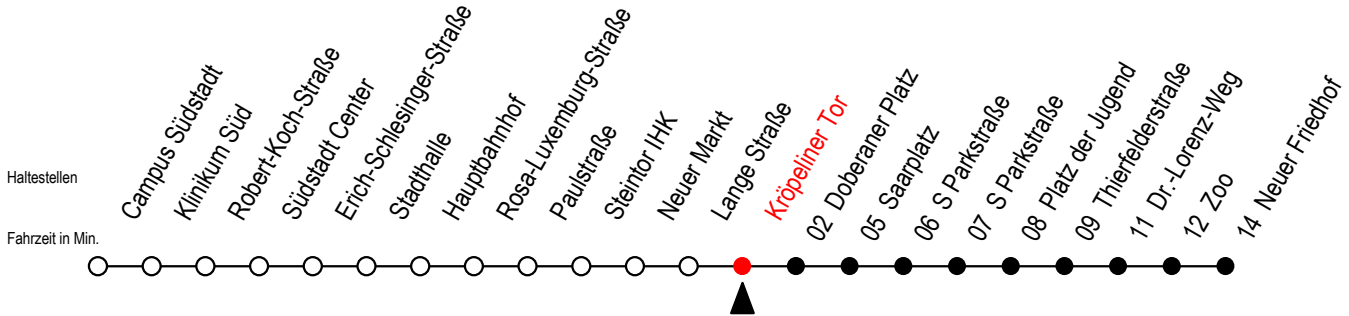 Haltestellen
Fahrzeit in Min.
Campus Südstadt
Klinikum Süd
Robert-Koch-Straße
Südstadt Center
Erich-Schlesinger-Straße
Stadthalle
Hauptbahnhof
Rosa-Luxemburg-Straße
Paulstraße
Steintor IHK
Neuer Markt
Lange Straße
Kröpeliner Tor
02 Doberaner Platz
05 Saarplatz
06 S Parkstraße
07 S Parkstraße
08 Platz der Jugend
09 Thierfelderstraße
11 Dr.-Lorenz-Weg
12 Zoo
14 Neuer Friedhof